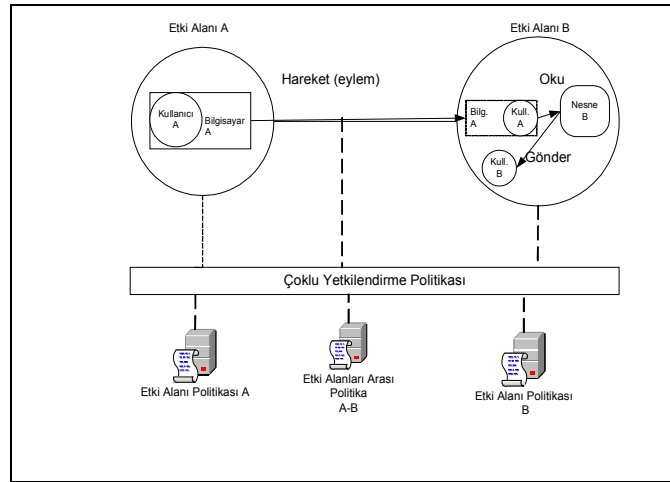 Etki Alanı A
Etki Alanı B
Hareket (eylem)
Oku
Kullanıcı
A
Bilgisayar
A
Bilg.
A
Kull.
A
Nesne
B
Gönder
Kull.
B
Çoklu Yetkilendirme Politikası
Etki Alanı Politikası A
Etki Alanları Arası
Politika
A-B
Etki Alanı Politikası
B